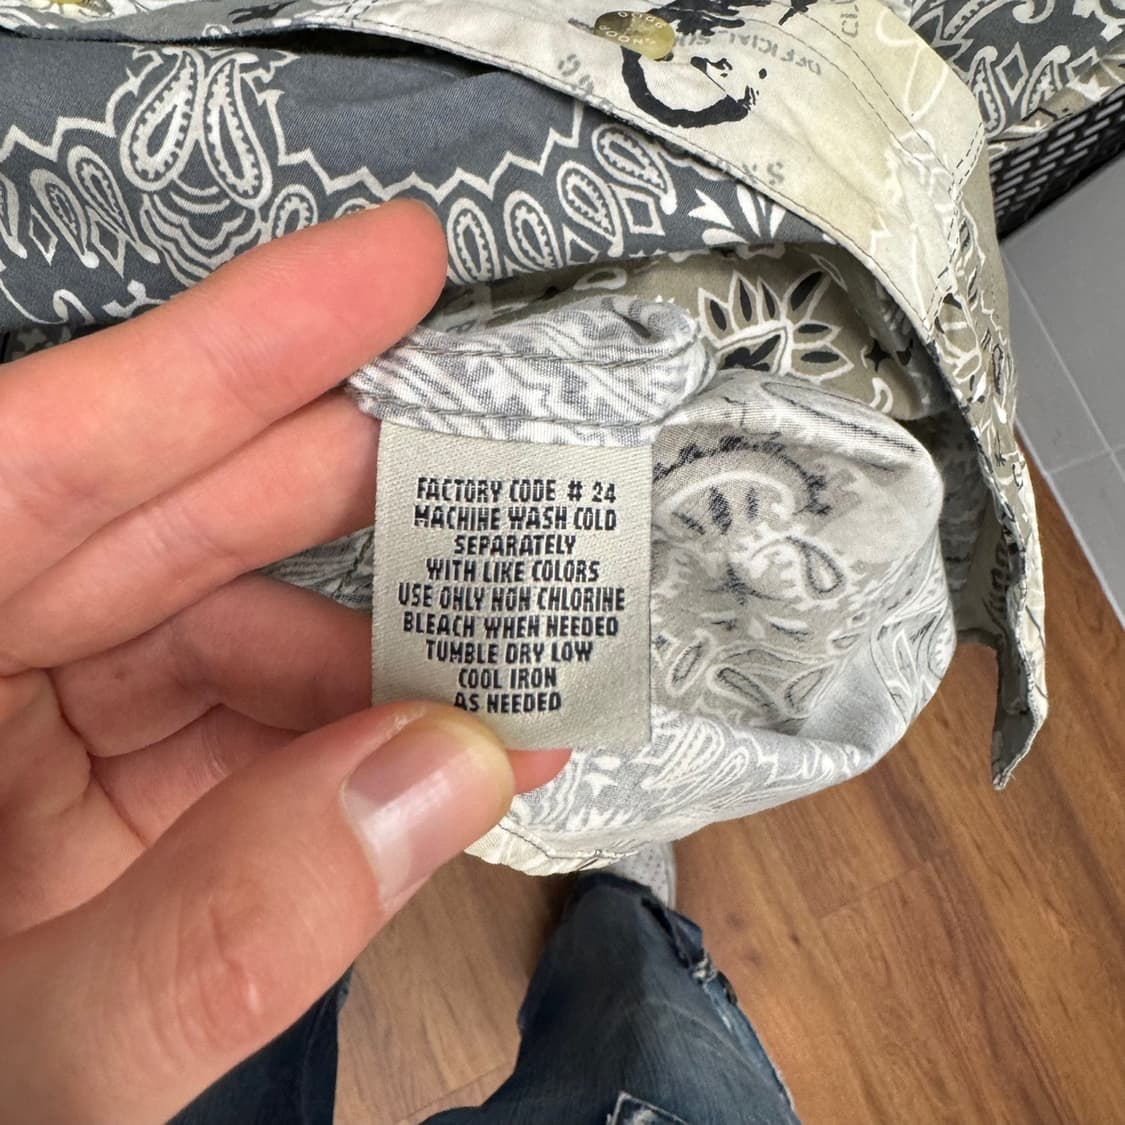 OFFICIAL
FACTORY CODE # 24
MACHINE WASH COLD
SEPARATELY
WITH LIKE COLORS
USE ONLY NON CHLORINE
BLEACH WHEN NEEDED
TUMBLE DRY LOW
COOL IRON
AS NEEDED